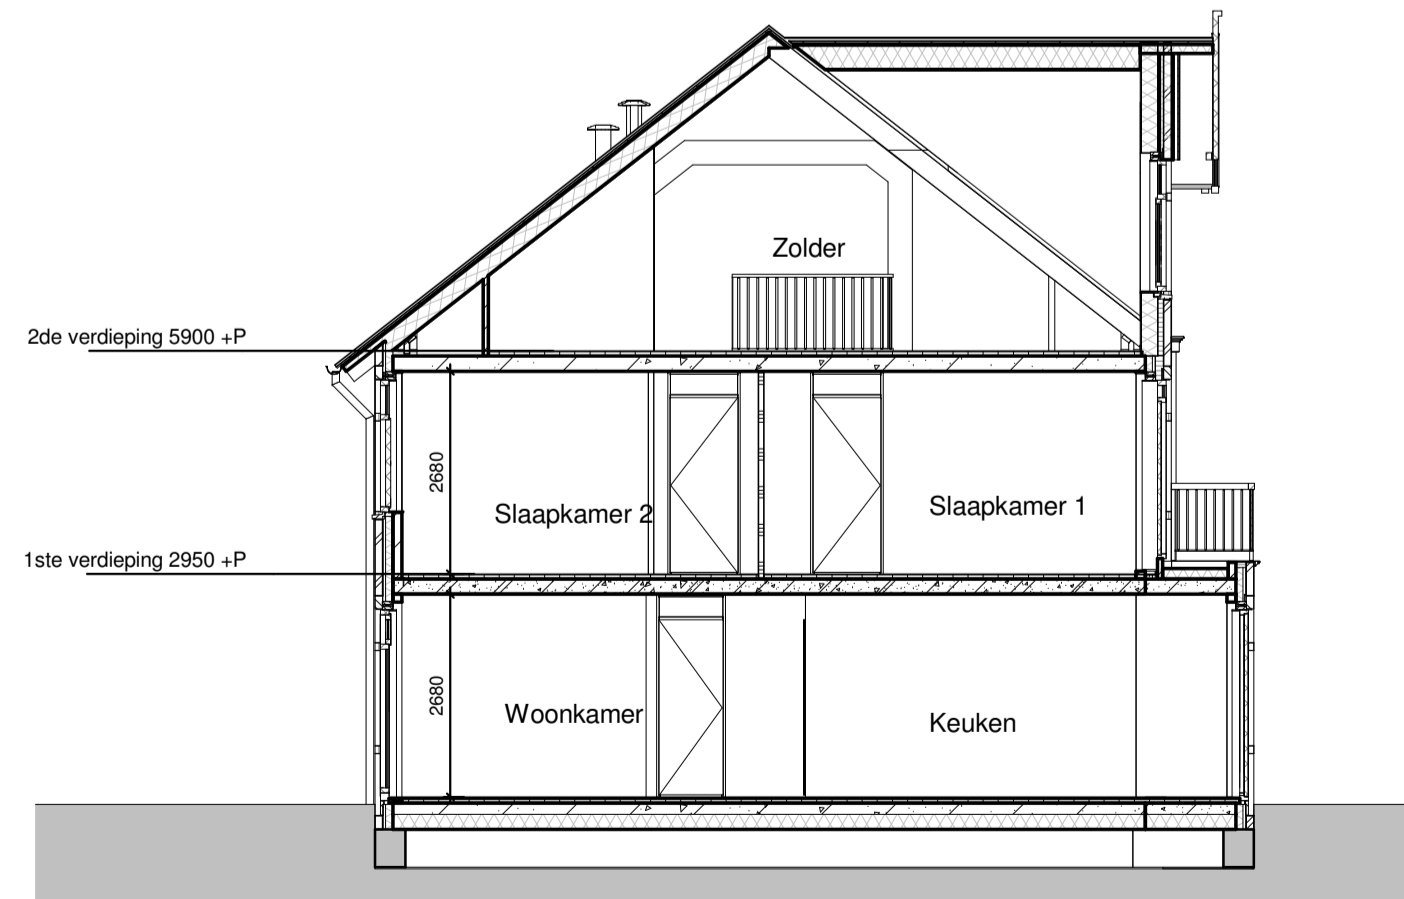 Zolder
2de verdieping 5900 +P
2680
Slaapkamer 2
Slaapkamer 1
1ste verdieping 2950 +P
2680
Woonkamer
Keuken